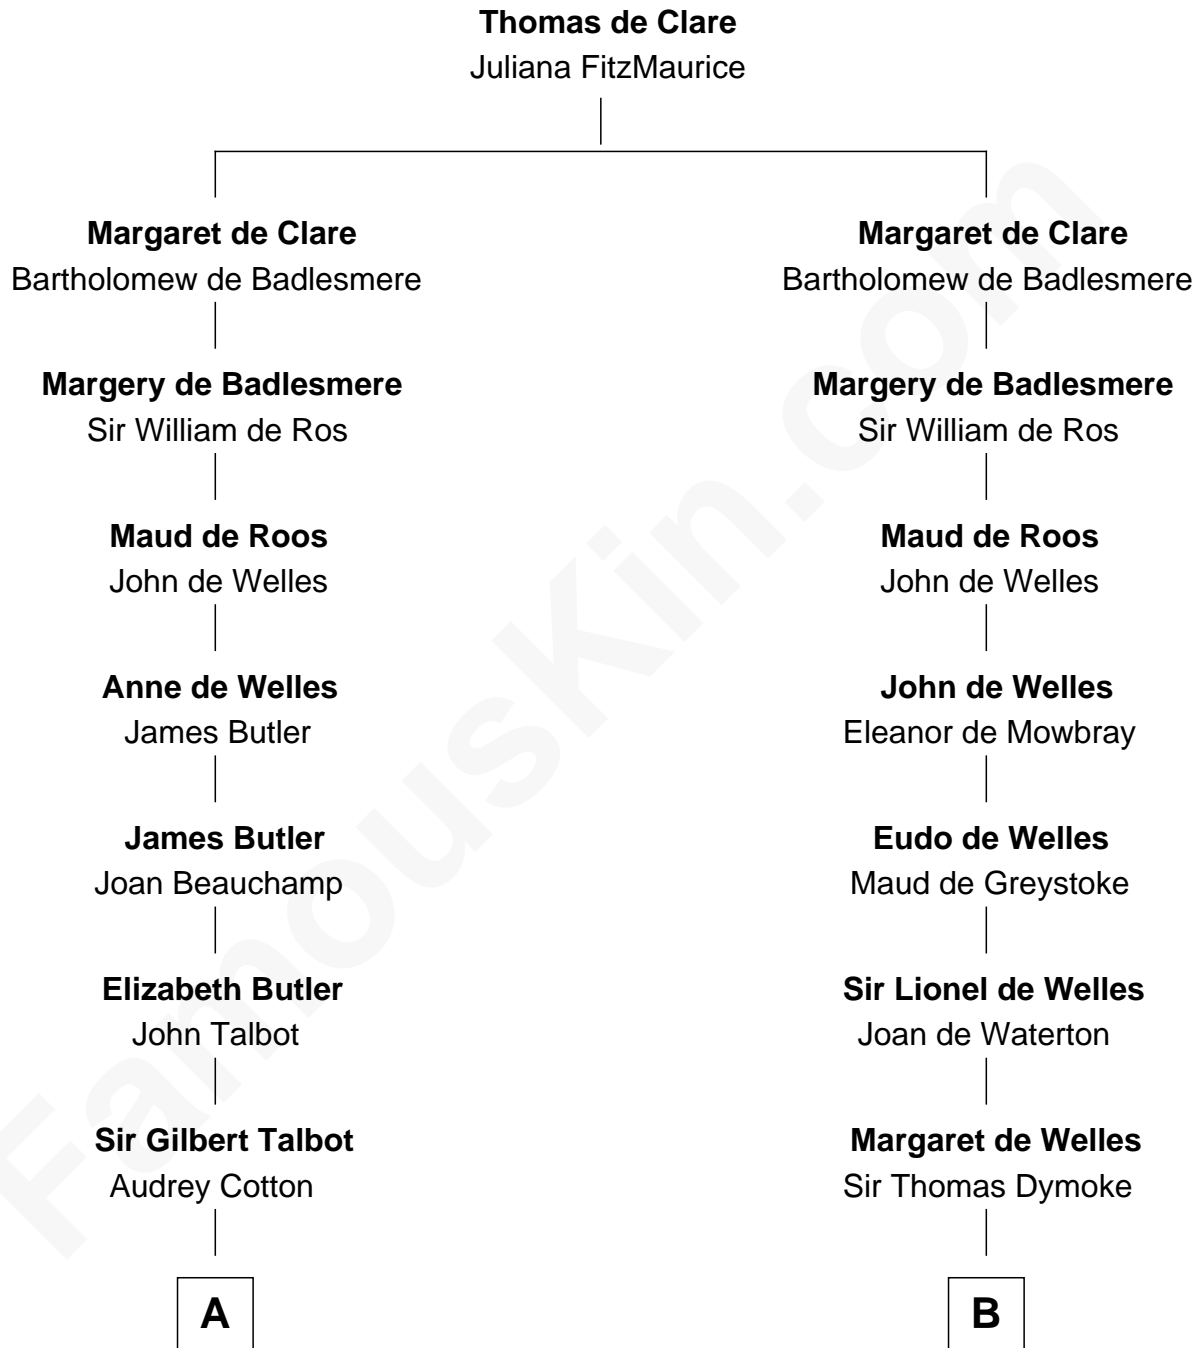 Thomas de Clare
Juliana FitzMaurice
Margaret de Clare
Bartholomew de Badlesmere
Margery de Badlesmere
Sir William de Ros
Maud de Roos
John de Welles
Anne de Welles
James Butler
James Butler
Joan Beauchamp
Elizabeth Butler
John Talbot
Sir Gilbert Talbot
Audrey Cotton
A
Margaret de Clare
Bartholomew de Badlesmere
Margery de Badlesmere
Sir William de Ros
Maud de Roos
John de Welles
John de Welles
Eleanor de Mowbray
Eudo de Welles
Maud de Greystoke
Sir Lionel de Welles
Joan de Waterton
Margaret de Welles
Sir Thomas Dymoke
B
FamousKin.com